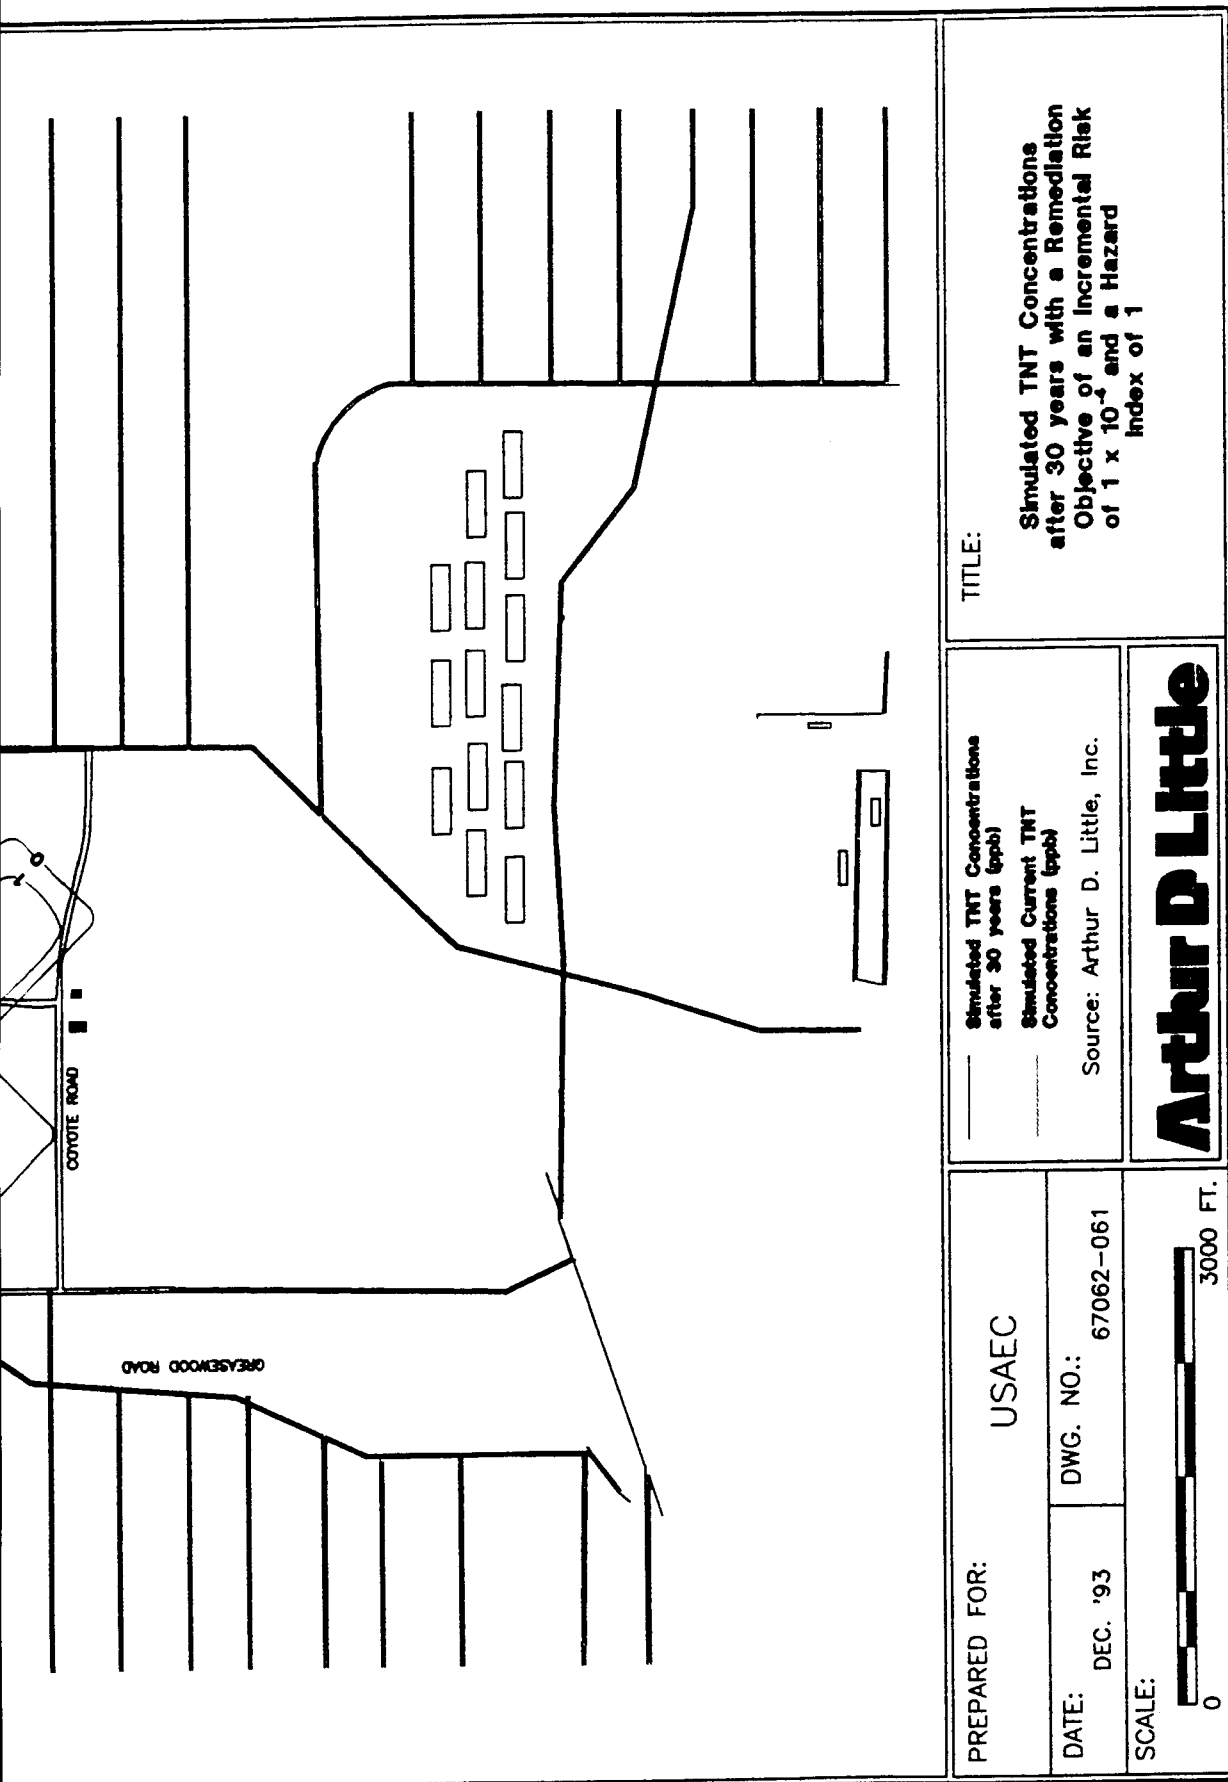 0
1
COYOTE ROAD
GREASEWOOD ROAD
PREPARED FOR:
USAEC
DATE:
DEC. '93
DWG. NO.:
67062-061
SCALE:
0
3000 FT.
Simulated TNT Concentrations
after 30 years (ppb)
Simulated Current TNT
Concentrations (ppb)
Source: Arthur D. Little, Inc.
Arthur D Little
TITLE:
Simulated TNT Concentrations
after 30 years with a Remediation
Objective of an Incremental Risk
of 1 x 10⁻⁴ and a Hazard
Index of 1